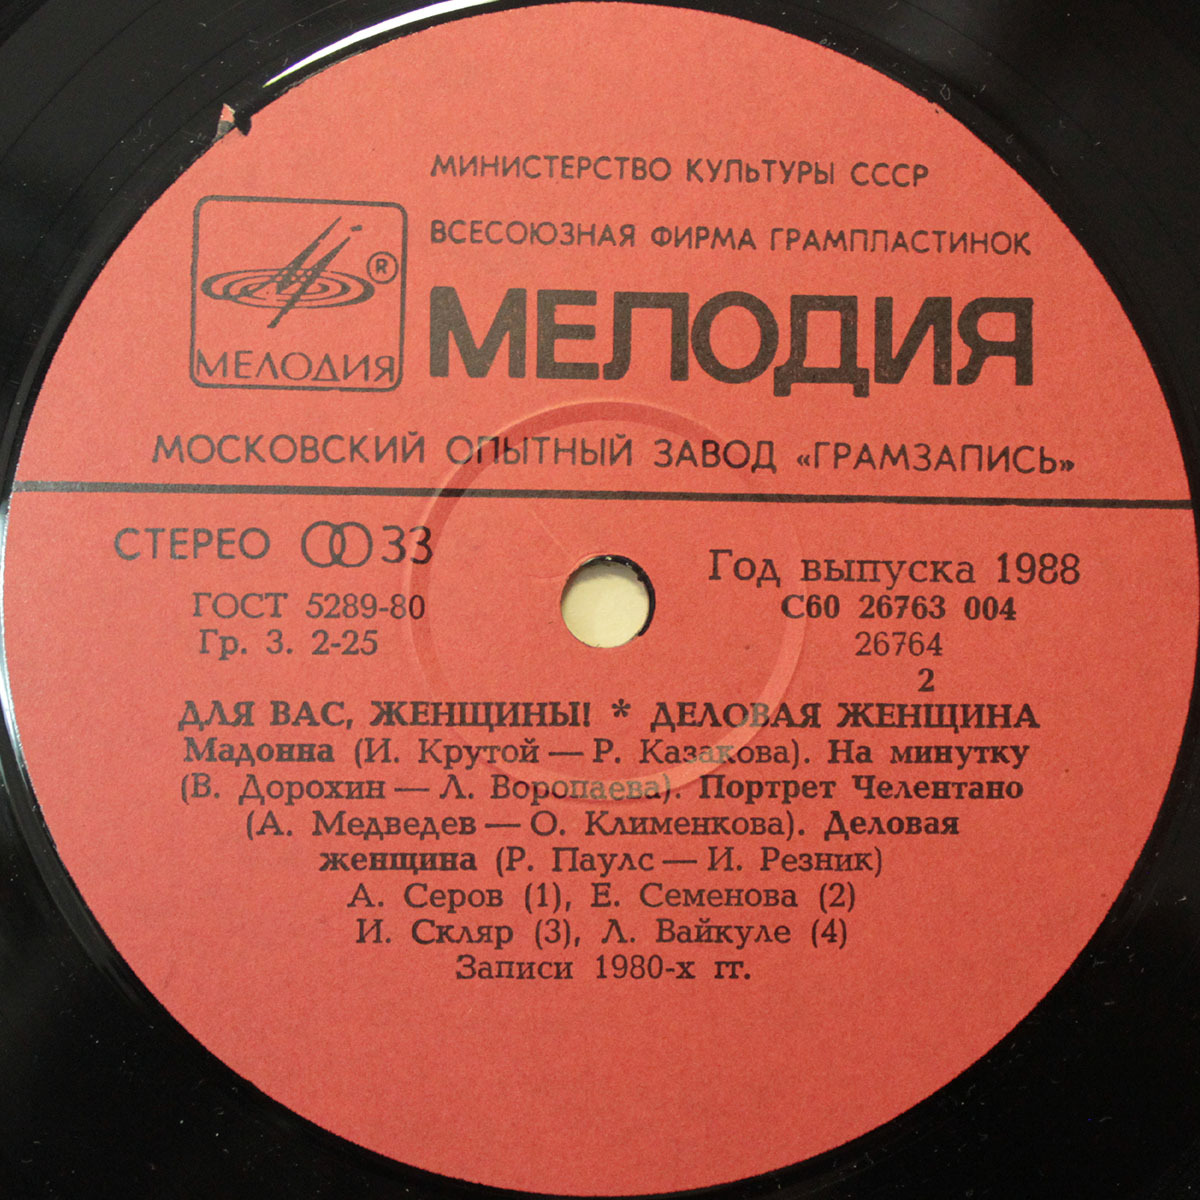 МИНИСТЕРСТВО КУЛЬТУРЫ СССР
ВСЕСОЮЗНАЯ ФИРМА ГРАМПЛАСТИНОК
®
МЕЛОДИЯ
МЕЛОДИЯ
МОСКОВСКИЙ ОПЫТНЫЙ ЗАВОД «ГРАМЗАПИСЬ»
СТЕРЕО 33
ГОСТ 5289-80
Гр. 3. 2-25
Год выпуска 1988
С60 26763 004
26764
2
ДЛЯ ВАС, ЖЕНЩИНЫ! * ДЕЛОВАЯ ЖЕНЩИНА
Мадонна (И. Крутой — Р. Казакова). На минутку
(В. Дорохин — Л. Воропаева). Портрет Челентано
(А. Медведев — О. Клименкова). Деловая
женщина (Р. Паулс — И. Резник)
А. Серов (1), Е. Семенова (2)
И. Скляр (3), Л. Вайкуле (4)
Записи 1980-х гг.